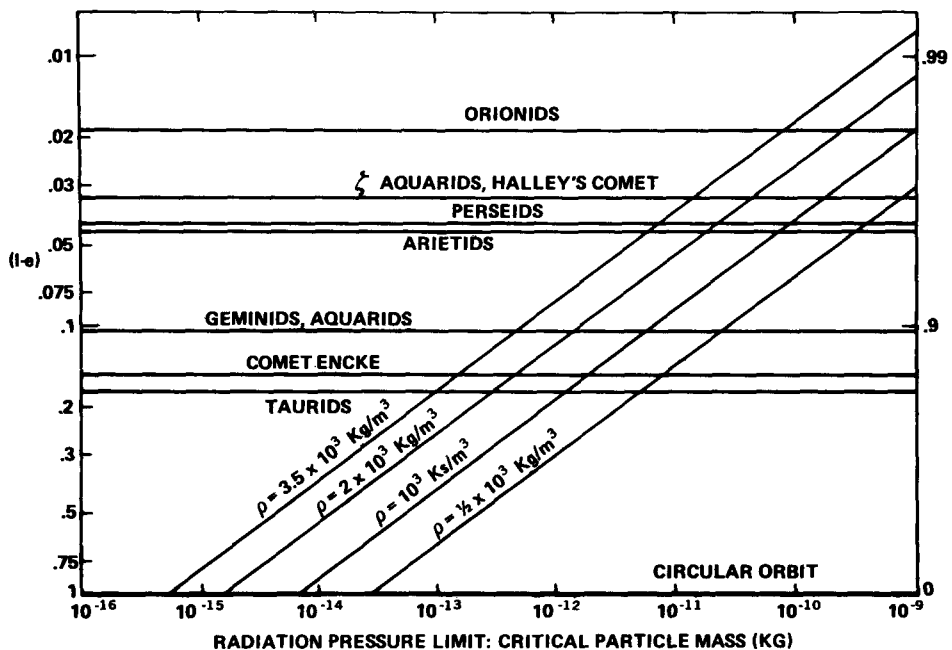 .01
.02
.03
.05
(l-e)
.075
.1
.2
.3
.5
.75
1
.99
.9
0
ORIONIDS
ζ AQUARIDS, HALLEY'S COMET
PERSEIDS
ARIETIDS
GEMINIDS, AQUARIDS
COMET ENCKE
TAURIDS
ρ = 3.5 x 10³ Kg/m³
ρ = 2 x 10³ Kg/m³
ρ = 10³ Ks/m³
ρ = ½ x 10³ Kg/m³
CIRCULAR ORBIT
10⁻¹⁶ 10⁻¹⁵ 10⁻¹⁴ 10⁻¹³ 10⁻¹² 10⁻¹¹ 10⁻¹⁰ 10⁻⁹
RADIATION PRESSURE LIMIT: CRITICAL PARTICLE MASS (KG)